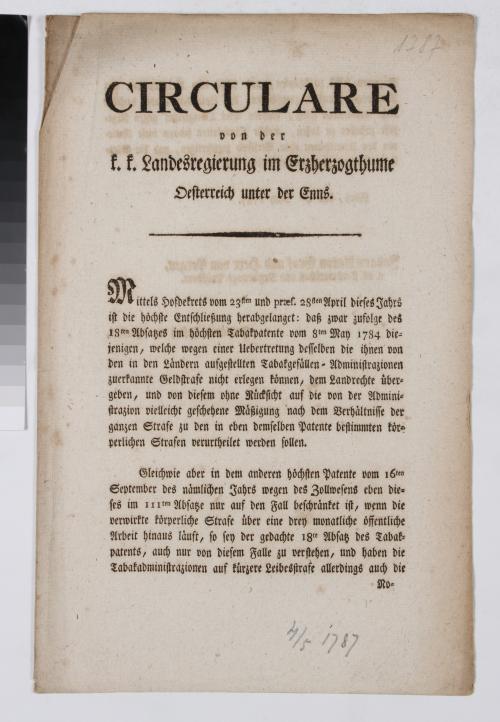 1287
CIRCULARE
von der
k. k. Landesregierung im Erzherzogthume
Oesterreich unter der Enns.
Mittels Hofdekrets vom 23sten und præs. 28sten April dieses Jahrs
ist die höchste Entschließung herabgelanget: daß zwar zufolge des
18ten Absatzes im höchsten Tabakpatente vom 8ten May 1784 die-
jenigen, welche wegen einer Uebertretung desselben die ihnen von
den in den Ländern aufgestellten Tabakgefällen-Administrazionen
zuerkannte Geldstrafe nicht erlegen können, dem Landrechte über-
geben, und von diesem ohne Rücksicht auf die von der Admini-
strazion vielleicht geschehene Mäßigung nach dem Verhältnisse der
ganzen Strafe zu den in eben demselben Patente bestimmten kör-
perlichen Strafen verurtheilet werden sollen.
Gleichwie aber in dem anderen höchsten Patente vom 16ten
September des nämlichen Jahrs wegen des Zollwesens eben die-
ses im 111ten Absatze nur auf den Fall beschränket ist, wenn die
verwirkte körperliche Strafe über eine drey monatliche öffentliche
Arbeit hinaus läuft, so sey der gedachte 18te Absatz des Tabak-
patents, auch nur von diesem Falle zu verstehen, und haben die
Tabakadministrazionen auf kürzere Leibesstrafe allerdings auch die
No-
4/5 1787